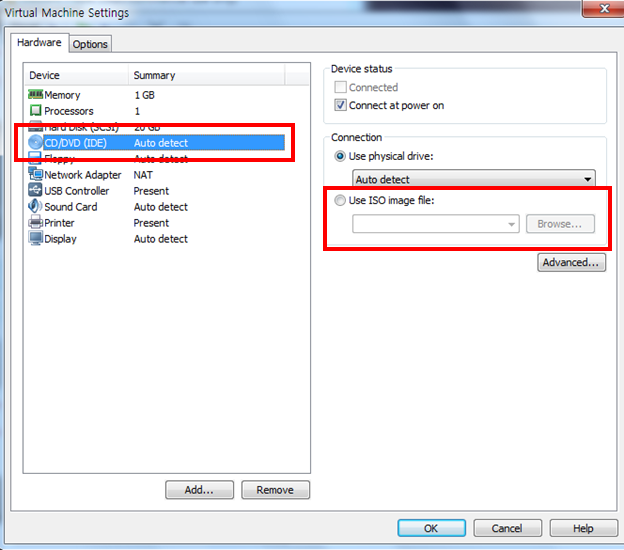 Virtual Machine Settings
Hardware Options
Device Summary
Memory 1 GB
Processors 1
Hard Disk (SCSI) 20 GB
CD/DVD (IDE) Auto detect
Floppy Auto detect
Network Adapter NAT
USB Controller Present
Sound Card Auto detect
Printer Present
Display Auto detect
Add... Remove
Device status
Connected
Connect at power on
Connection
Use physical drive:
Auto detect
Use ISO image file:
Browse...
Advanced...
OK Cancel Help